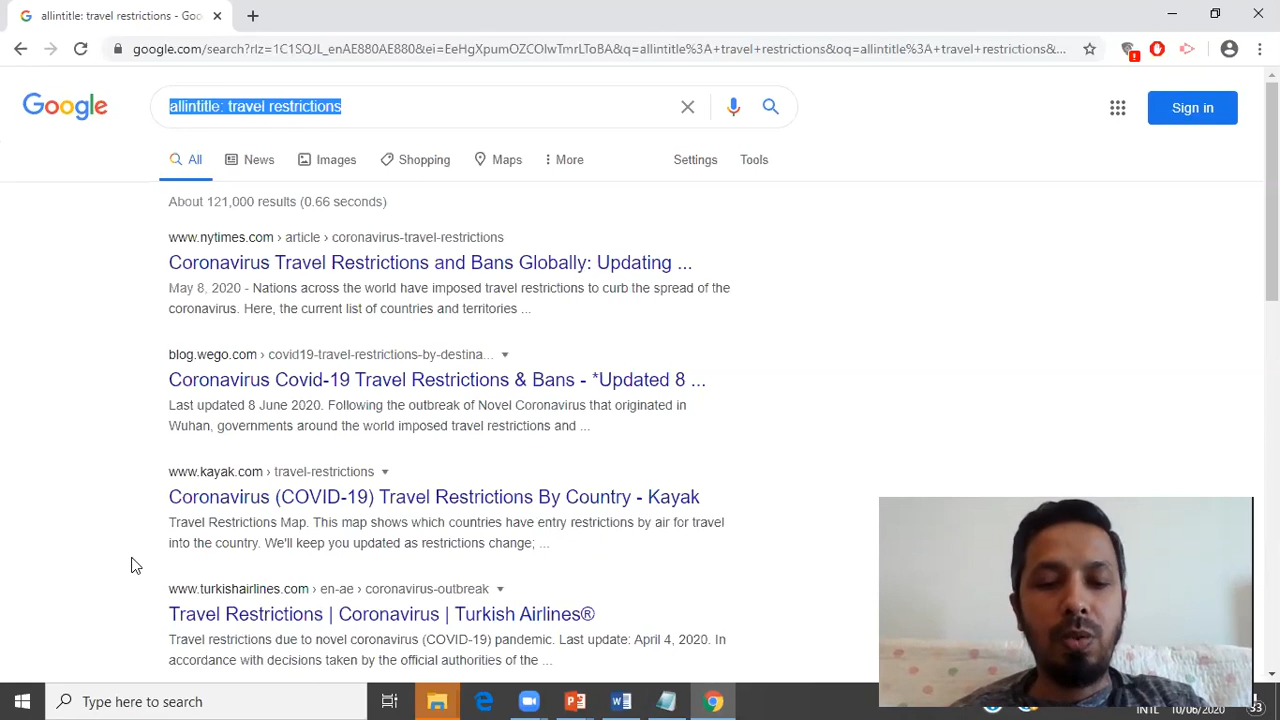 allintitle: travel restrictions - Goo
google.com/search?rlz=1C1SQJL_enAE880AE880&ei=EeHgXpumOZCOlwTmrLToBA&q=allintitle%3A+travel+restrictions&oq=allintitle%3A+travel+restrictions&...
Google
allintitle: travel restrictions
Sign in
All News Images Shopping Maps More Settings Tools
About 121,000 results (0.66 seconds)
www.nytimes.com › article › coronavirus-travel-restrictions
Coronavirus Travel Restrictions and Bans Globally: Updating ...
May 8, 2020 - Nations across the world have imposed travel restrictions to curb the spread of the
coronavirus. Here, the current list of countries and territories ...
blog.wego.com › covid19-travel-restrictions-by-destina...
Coronavirus Covid-19 Travel Restrictions & Bans - *Updated 8 ...
Last updated 8 June 2020. Following the outbreak of Novel Coronavirus that originated in
Wuhan, governments around the world imposed travel restrictions and ...
www.kayak.com › travel-restrictions
Coronavirus (COVID-19) Travel Restrictions By Country - Kayak
Travel Restrictions Map. This map shows which countries have entry restrictions by air for travel
into the country. We'll keep you updated as restrictions change; ...
www.turkishairlines.com › en-ae › coronavirus-outbreak
Travel Restrictions | Coronavirus | Turkish Airlines®
Travel restrictions due to novel coronavirus (COVID-19) pandemic. Last update: April 4, 2020. In
accordance with decisions taken by the official authorities of the ...
Type here to search
INTL 10/06/2020 33